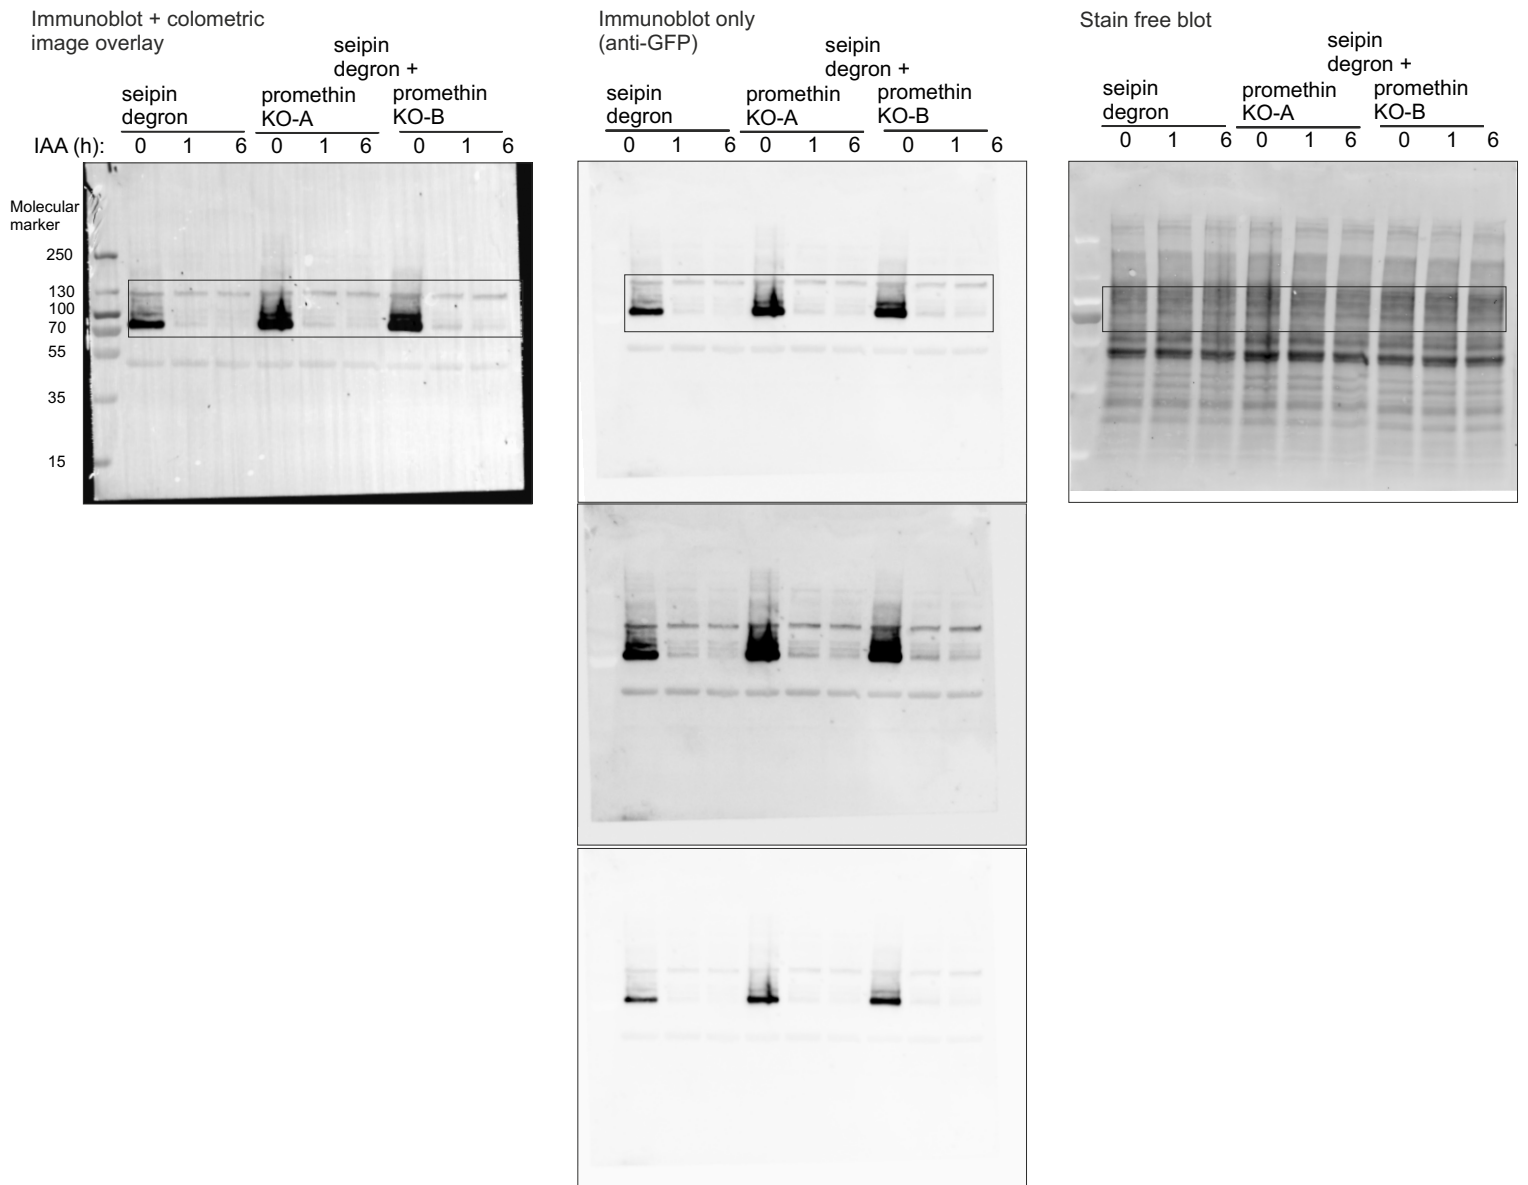 Immunoblot + colometric
image overlay
seipin
degron +
seipin
degron
promethin
KO-A
promethin
KO-B
IAA (h): 0 1 6 0 1 6 0 1 6
Molecular
marker
250
130
100
70
55
35
15
Immunoblot only
(anti-GFP)
seipin
degron +
seipin
degron
promethin
KO-A
promethin
KO-B
0 1 6 0 1 6 0 1 6
Stain free blot
seipin
degron +
seipin
degron
promethin
KO-A
promethin
KO-B
0 1 6 0 1 6 0 1 6